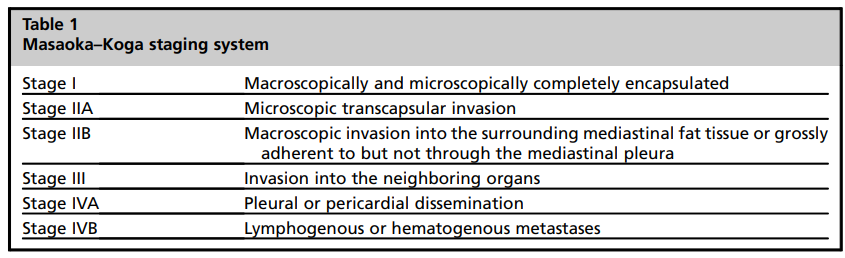 Table 1
Masaoka–Koga staging system
Stage I Macroscopically and microscopically completely encapsulated
Stage IIA Microscopic transcapsular invasion
Stage IIB Macroscopic invasion into the surrounding mediastinal fat tissue or grossly
adherent to but not through the mediastinal pleura
Stage III Invasion into the neighboring organs
Stage IVA Pleural or pericardial dissemination
Stage IVB Lymphogenous or hematogenous metastases